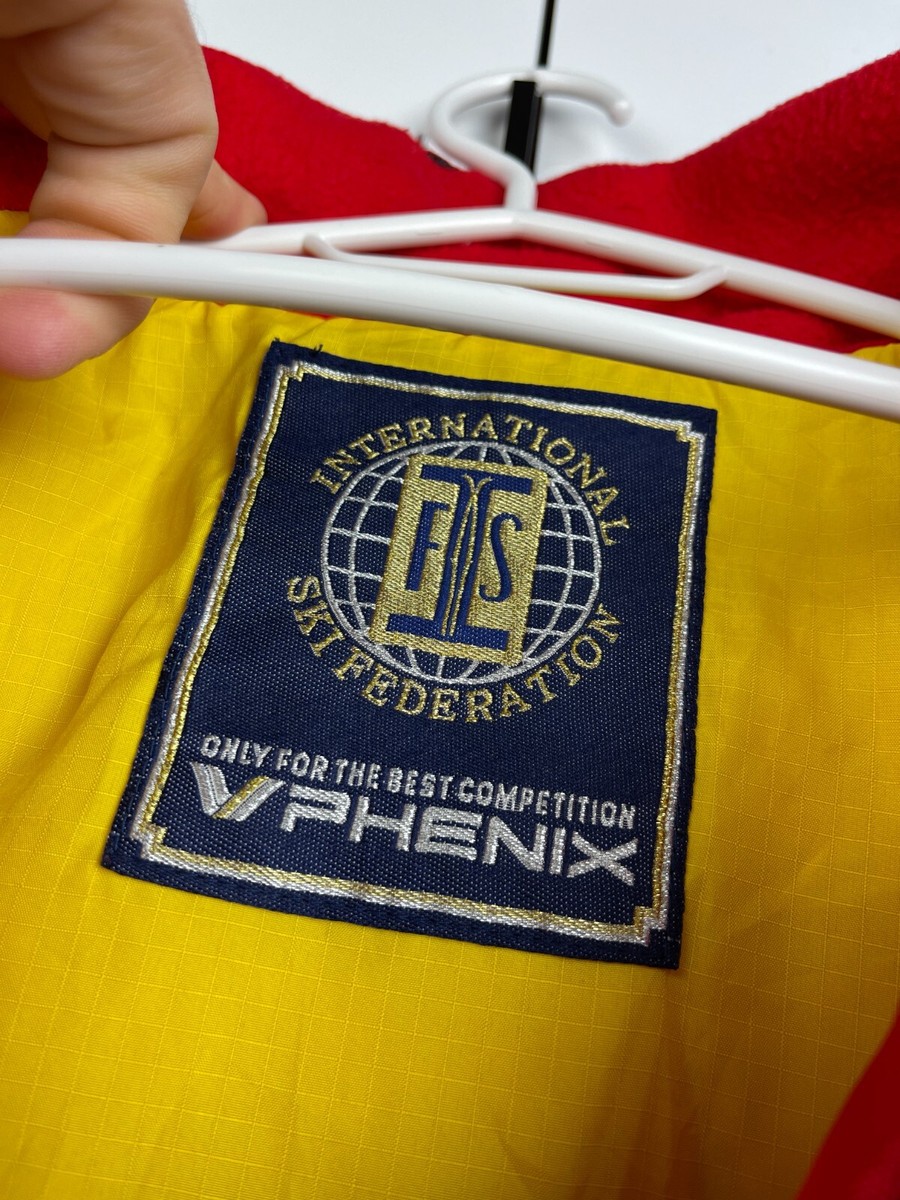 INTERNATIONAL
FIS
SKI FEDERATION
ONLY FOR THE BEST COMPETITION
PHENIX